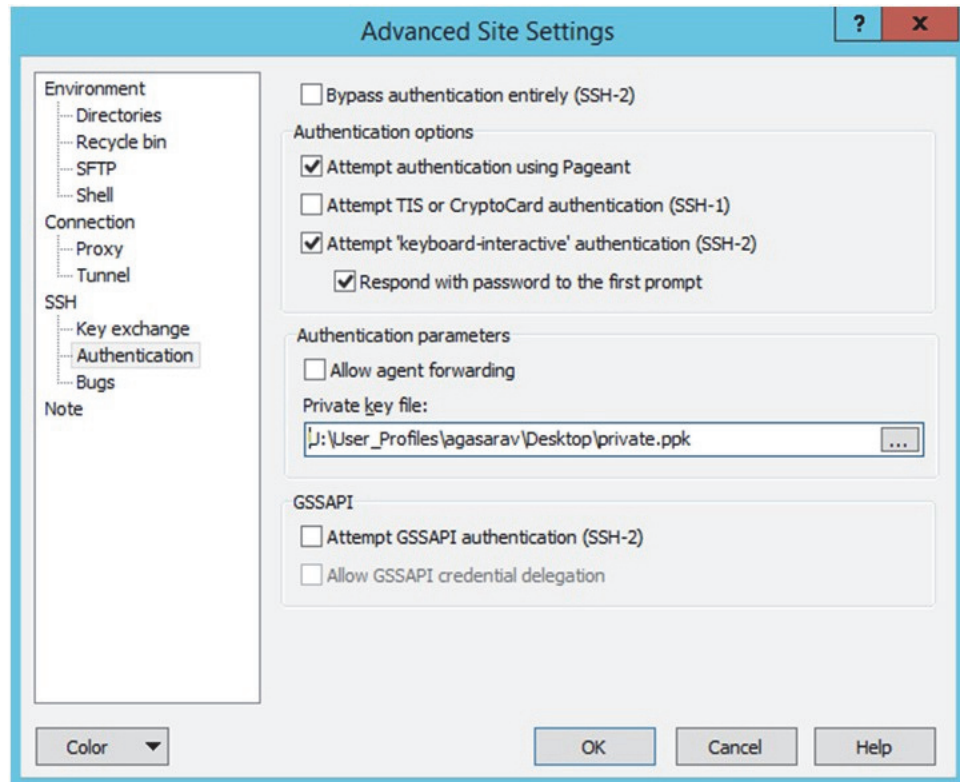 Advanced Site Settings
? x
Environment
Directories
Recycle bin
SFTP
Shell
Connection
Proxy
Tunnel
SSH
Key exchange
Authentication
Bugs
Note
Bypass authentication entirely (SSH-2)
Authentication options
Attempt authentication using Pageant
Attempt TIS or CryptoCard authentication (SSH-1)
Attempt 'keyboard-interactive' authentication (SSH-2)
Respond with password to the first prompt
Authentication parameters
Allow agent forwarding
Private key file:
J:\User_Profiles\agasarav\Desktop\private.ppk
...
GSSAPI
Attempt GSSAPI authentication (SSH-2)
Allow GSSAPI credential delegation
Color
OK
Cancel
Help